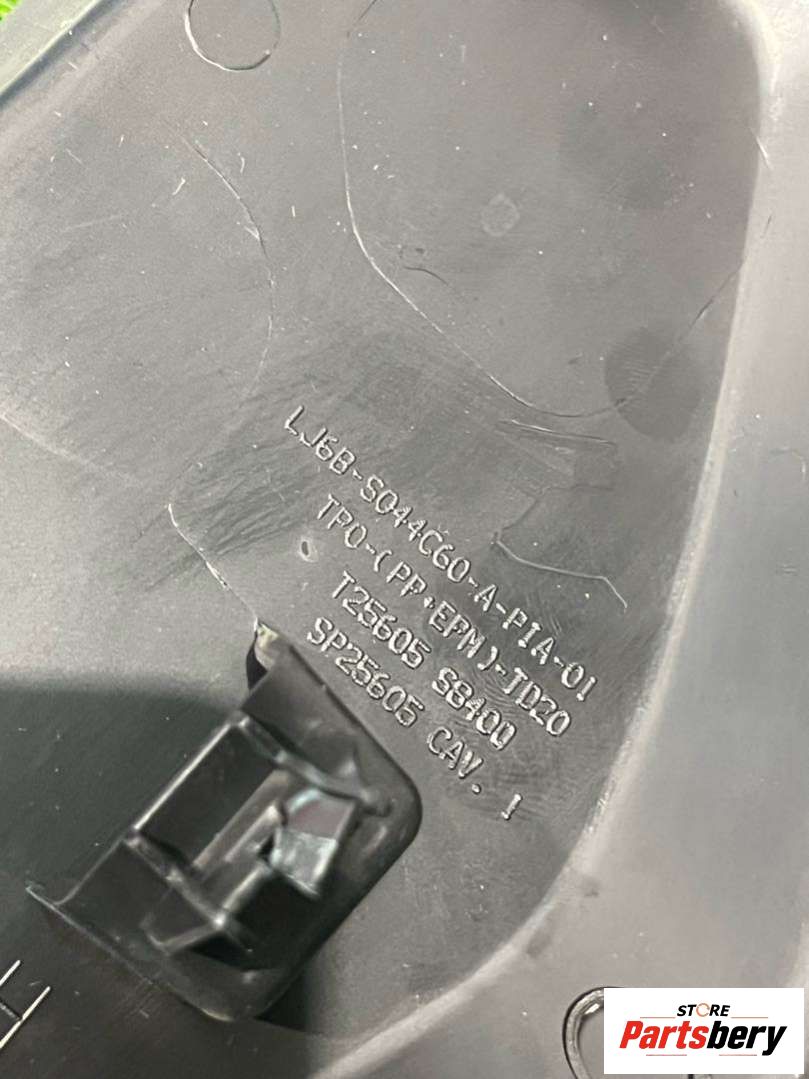 LJ6B-S044C60-A-PIA-01
TPO-(PP+EPM)-TD20
T25605 S8400
SP25605 CAV. 1
STORE
Partsbery